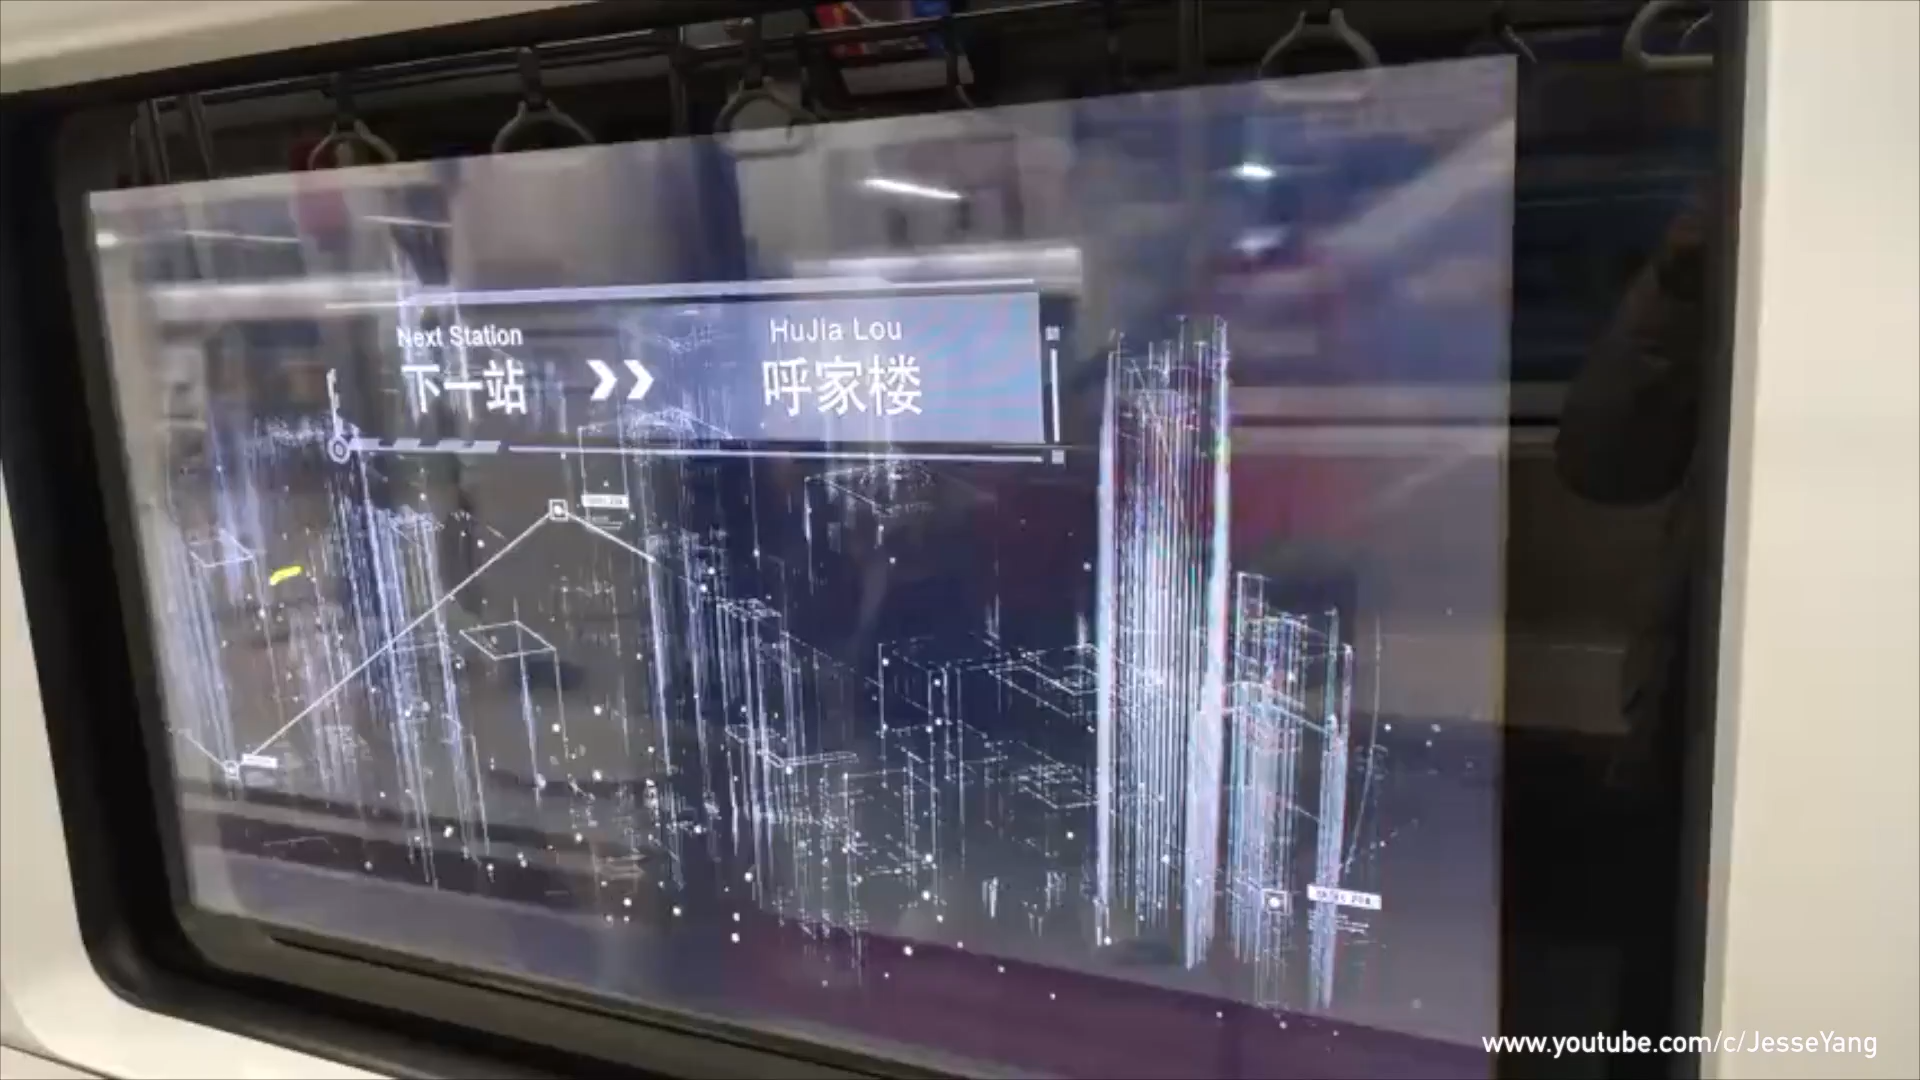 Next Station
下一站
HuJia Lou
呼家楼
www.youtube.com/c/JesseYang